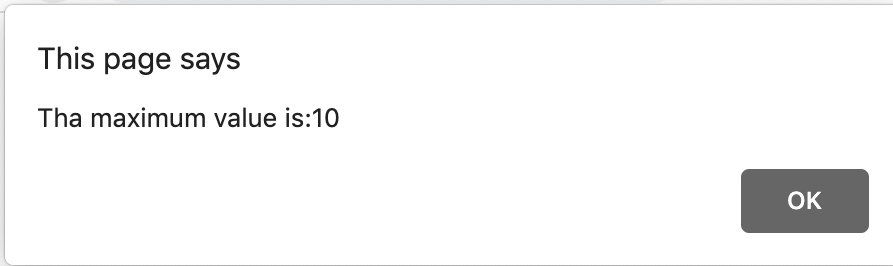 This page says
Tha maximum value is:10
OK